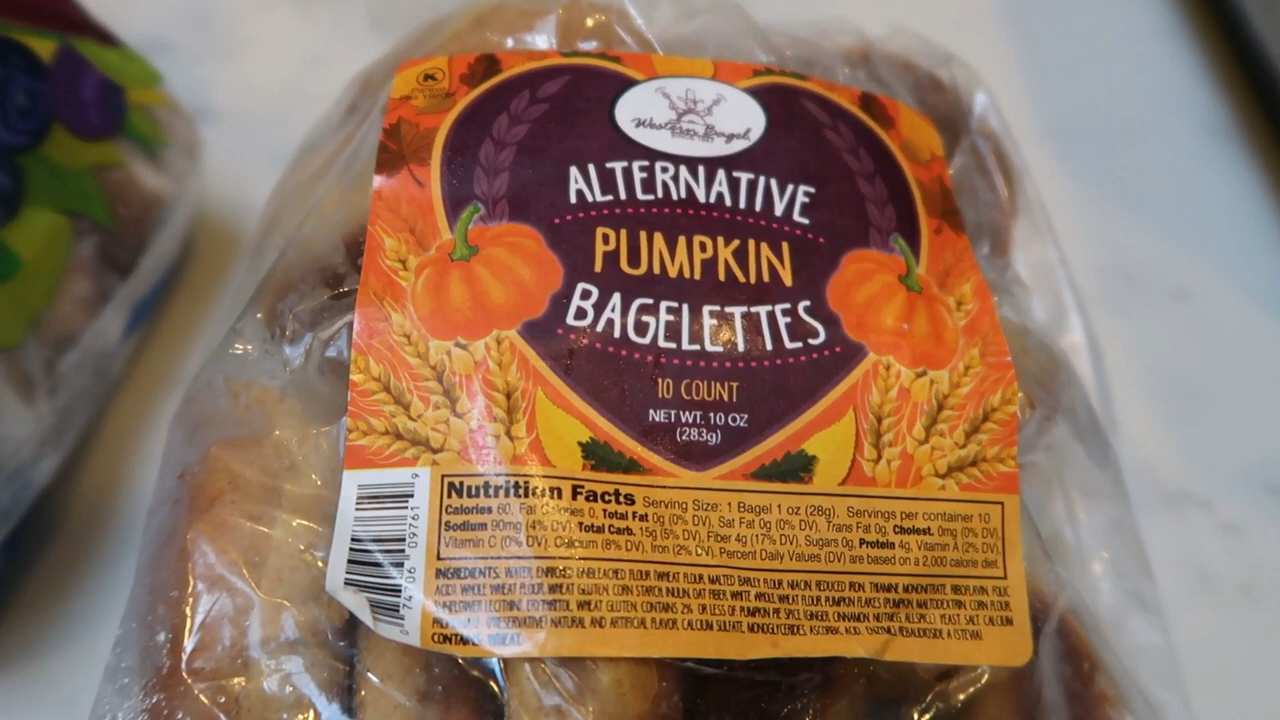 K
Western Bagel
ALTERNATIVE
PUMPKIN
BAGELETTES
10 COUNT
NET WT. 10 OZ
(283g)
Nutrition Facts Serving Size: 1 Bagel 1 oz (28g), Servings per container 10
Calories 60, Fat Calories 0, Total Fat 0g (0% DV), Sat Fat 0g (0% DV), Trans Fat 0g, Cholest. 0mg (0% DV),
Sodium 90mg (4% DV), Total Carb. 15g (5% DV), Fiber 4g (17% DV), Sugars 0g, Protein 4g, Vitamin A (2% DV),
Vitamin C (0% DV), Calcium (8% DV), Iron (2% DV). Percent Daily Values (DV) are based on a 2,000 calorie diet.
INGREDIENTS: WATER, ENRICHED UNBLEACHED FLOUR (WHEAT FLOUR, MALTED BARLEY FLOUR, NIACIN, REDUCED IRON, THIAMINE MONONITRATE, RIBOFLAVIN, FOLIC
ACID), WHOLE WHEAT FLOUR, WHEAT GLUTEN, CORN STARCH, INULIN, OAT FIBER, WHITE WHOLE WHEAT FLOUR, PUMPKIN FLAKES (PUMPKIN, MALTODEXTRIN, CORN FLOUR,
SUNFLOWER LECITHIN), ERYTHRITOL, WHEAT GLUTEN, CONTAINS 2% OR LESS OF: PUMPKIN PIE SPICE (GINGER, CINNAMON, NUTMEG, ALLSPICE), YEAST, SALT, CALCIUM
(PRESERVATIVE) NATURAL AND ARTIFICIAL FLAVOR, CALCIUM SULFATE, MONOGLYCERIDES, ASCORBIC ACID, ENZYMES, REBAUDIOSIDE A (STEVIA).
CONTAINS: WHEAT.
0 74706 09761 9